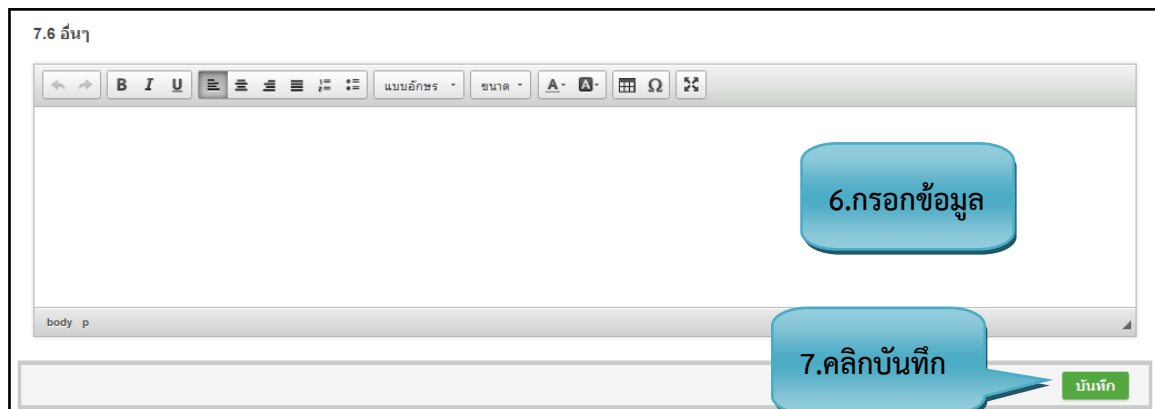 7.6 อื่นๆ
B I U แบบอักษร ขนาด A A Ω
6.กรอกข้อมูล
body p
7.คลิกบันทึก
บันทึก